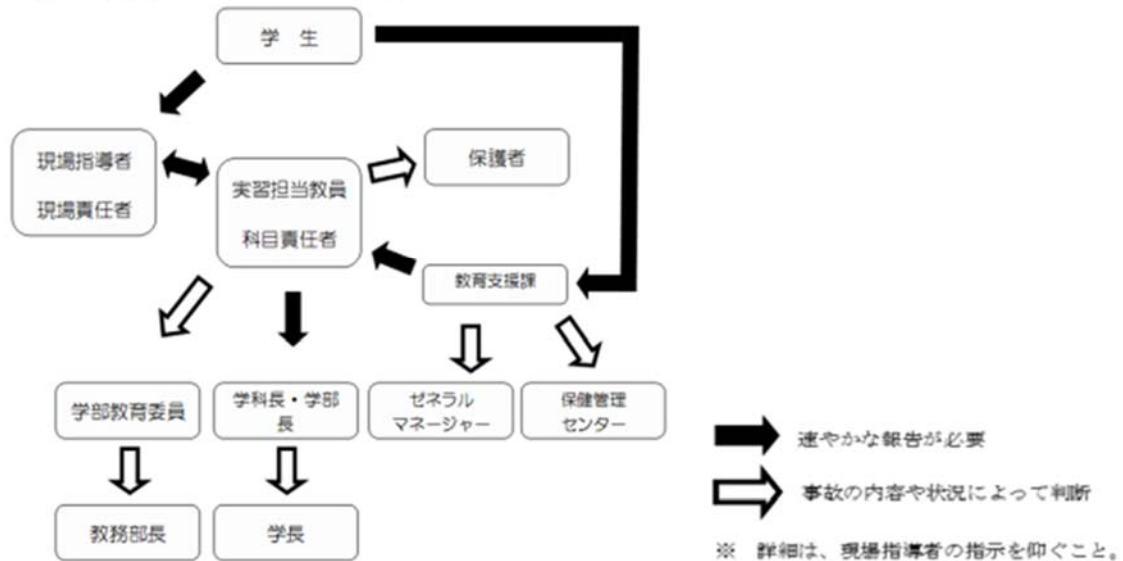 学 生
現場指導者
現場責任者
保護者
実習担当教員
科目責任者
教育支援課
学部教育委員
学科長・学部
長
ゼネラル
マネージャー
保健管理
センター
速やかな報告が必要
事故の内容や状況によって判断
教務部長
学長
※ 詳細は、現場指導者の指示を仰ぐこと。